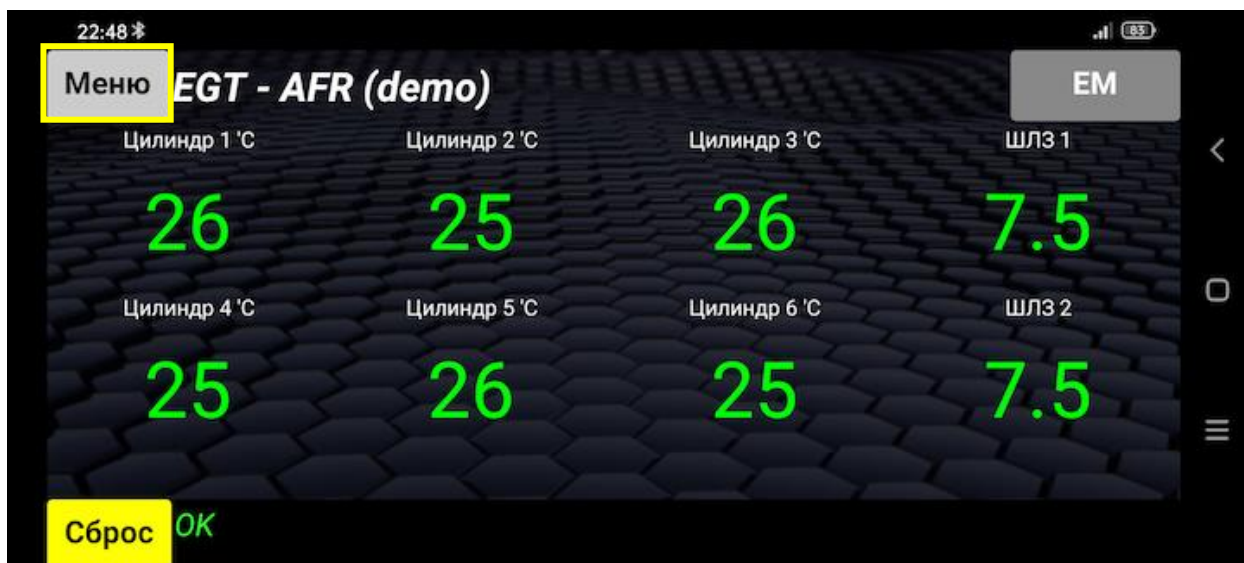 22:48 83
Меню EGT - AFR (demo) EM
Цилиндр 1 'C Цилиндр 2 'C Цилиндр 3 'C ШЛЗ 1
26 25 26 7.5
Цилиндр 4 'C Цилиндр 5 'C Цилиндр 6 'C ШЛЗ 2
25 26 25 7.5
Сброс OK